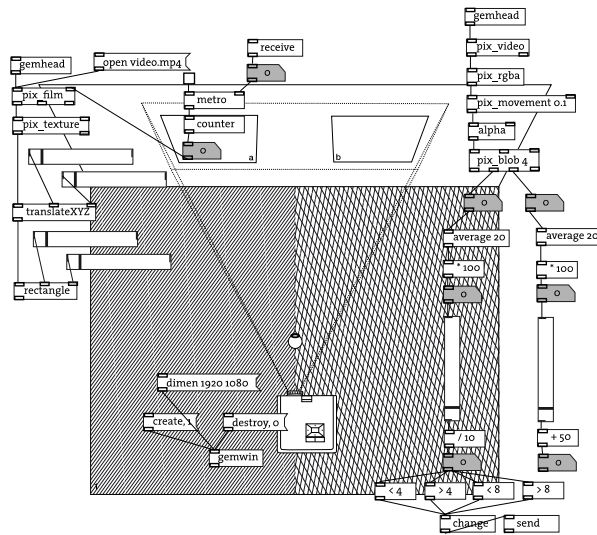 gemhead
open video.mp4
receive
gemhead
pix_video
pix_rgba
0
pix_film
metro
pix_movement 0.1
pix_texture
counter
alpha
0
a
b
pix_blob 4
translateXYZ
0
0
average 20
average 20
* 100
* 100
rectangle
0
0
dimen 1920 1080
create, 1
destroy, 0
/ 10
+ 50
gemwin
0
0
1
< 4
> 4
< 8
> 8
change
send